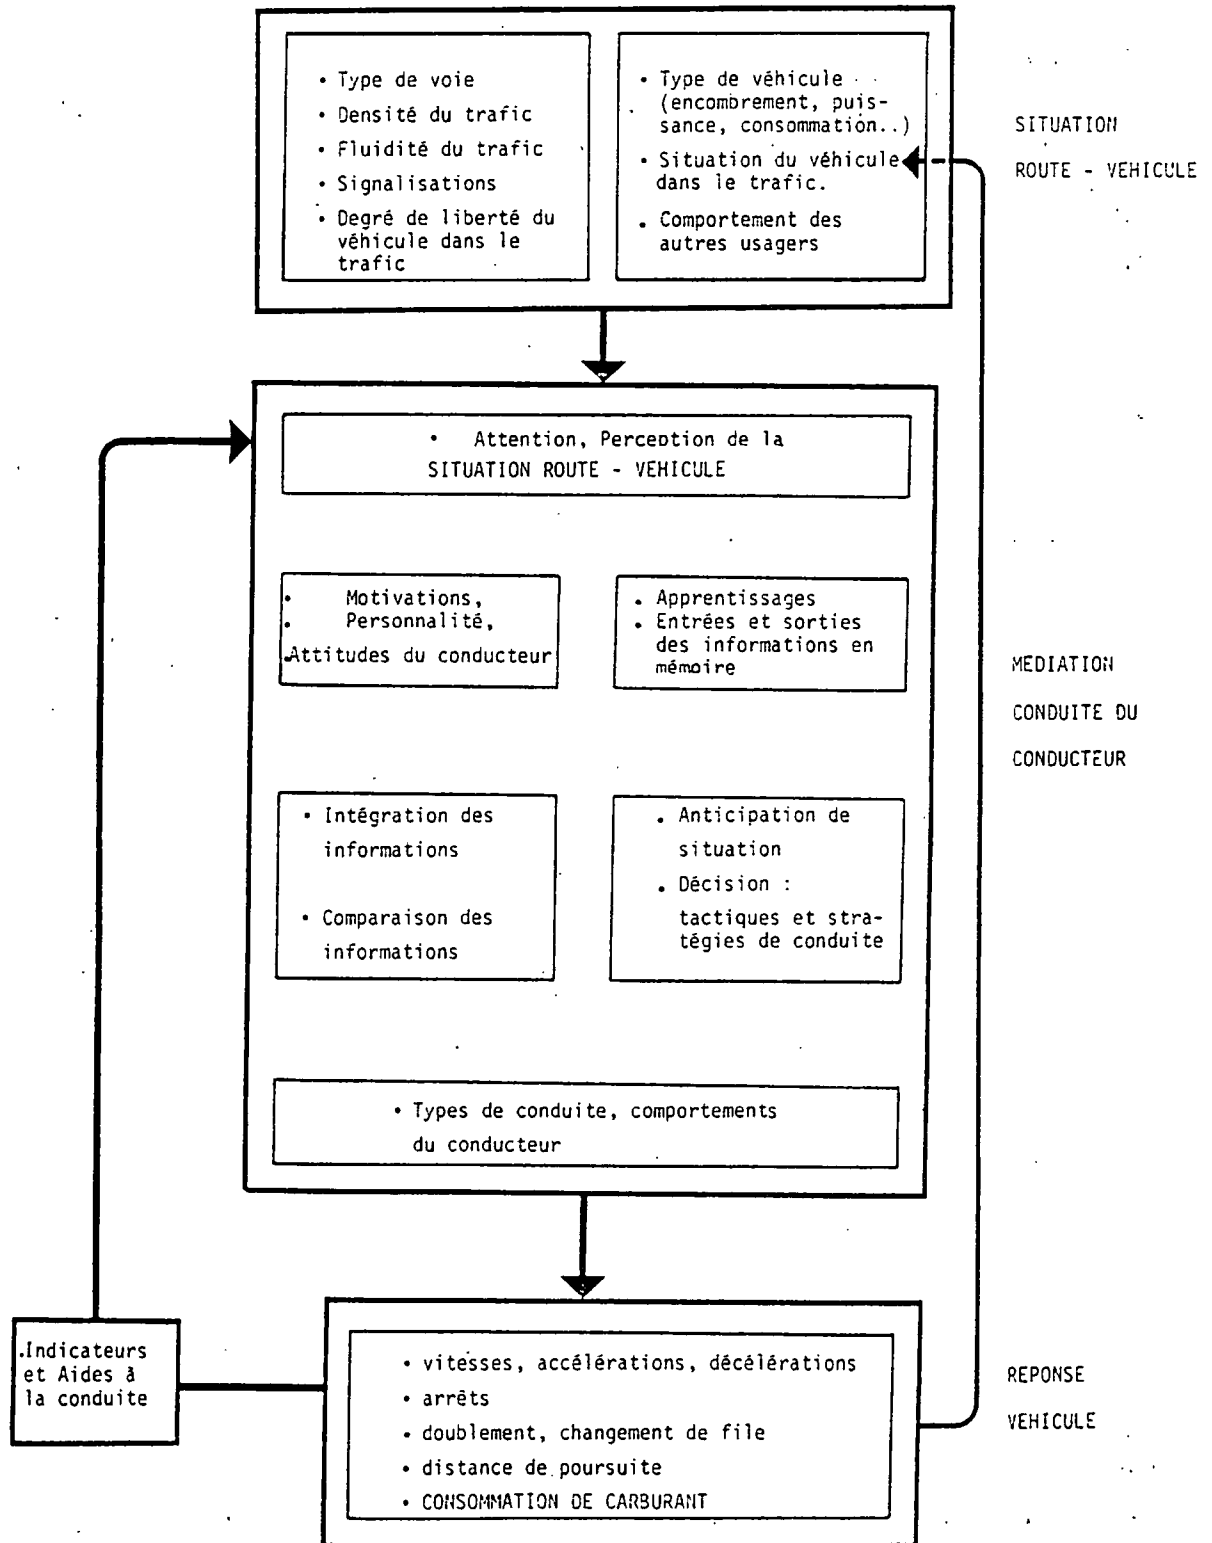 • Type de voie
• Densité du trafic
• Fluidité du trafic
• Signalisations
• Degré de liberté du
véhicule dans le
trafic
• Type de véhicule
(encombrement, puis-
sance, consommation..)
• Situation du véhicule
dans le trafic.
• Comportement des
autres usagers
SITUATION
ROUTE - VEHICULE
• Attention, Perception de la
SITUATION ROUTE - VEHICULE
• Motivations,
• Personnalité,
•Attitudes du conducteur
• Apprentissages
• Entrées et sorties
des informations en
mémoire
MEDIATION
CONDUITE DU
CONDUCTEUR
• Intégration des
informations
• Comparaison des
informations
• Anticipation de
situation
• Décision :
tactiques et stra-
tégies de conduite
• Types de conduite, comportements
du conducteur
.Indicateurs
et Aides à
la conduite
• vitesses, accélérations, décélérations
• arrêts
• doublement, changement de file
• distance de poursuite
• CONSOMMATION DE CARBURANT
REPONSE
VEHICULE